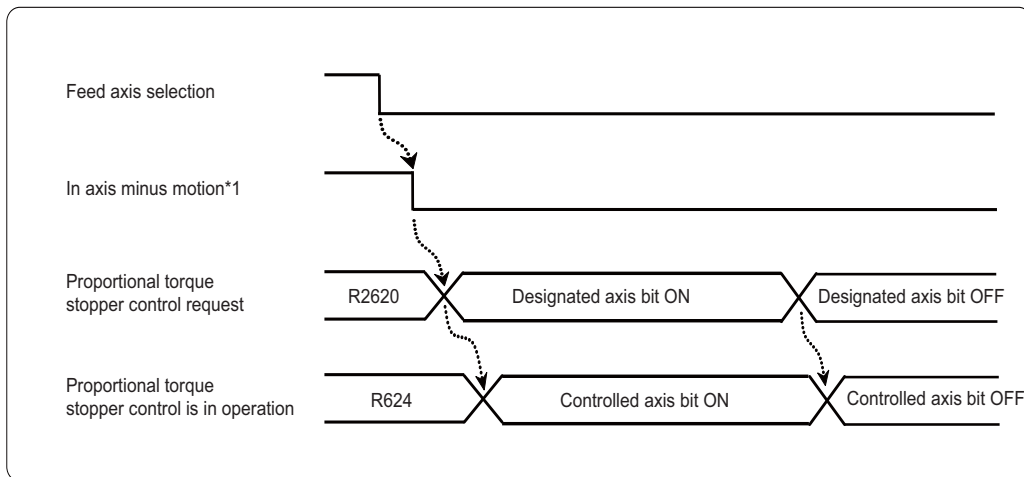 Feed axis selection
In axis minus motion*1
Proportional torque
stopper control request
R2620
Designated axis bit ON
Designated axis bit OFF
Proportional torque
stopper control is in operation
R624
Controlled axis bit ON
Controlled axis bit OFF